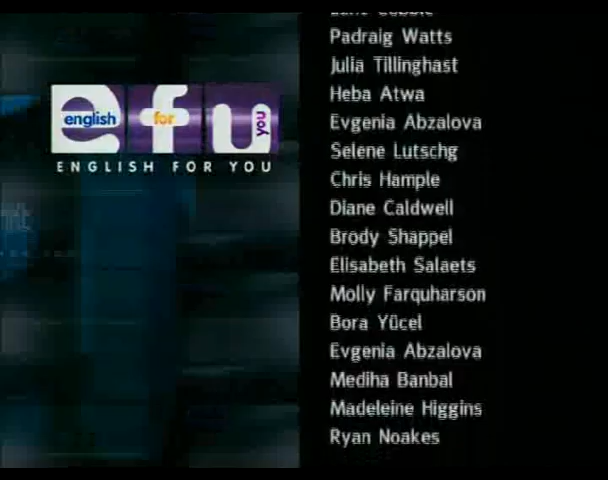 efu
english for you
ENGLISH FOR YOU
Padraig Watts
Julia Tillinghast
Heba Atwa
Evgenia Abzalova
Selene Lutschg
Chris Hample
Diane Caldwell
Brody Shappel
Elisabeth Salaets
Molly Farquharson
Bora Yücel
Evgenia Abzalova
Mediha Banbal
Madeleine Higgins
Ryan Noakes